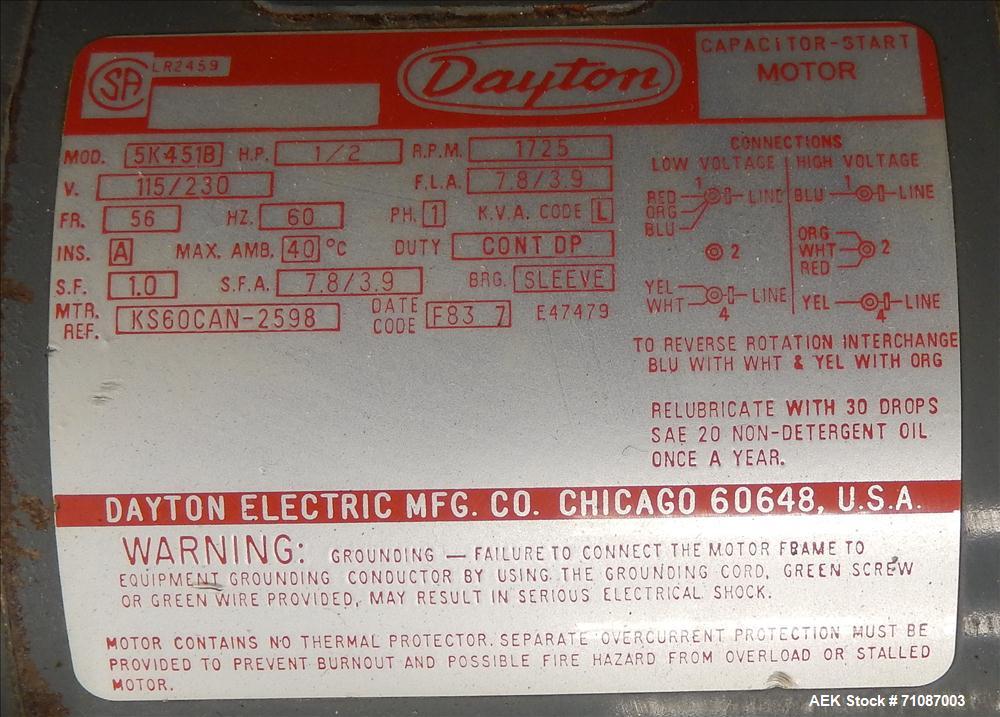 SA LR2459
Dayton
CAPACITOR-START
MOTOR
MOD. 5K451B H.P. 1/2 R.P.M. 1725
V. 115/230 F.L.A. 7.8/3.9
FR. 56 HZ. 60 PH. 1 K.V.A. CODE L
INS. A MAX. AMB. 40 °C DUTY CONT DP
S.F. 1.0 S.F.A. 7.8/3.9 BRG. SLEEVE
MTR. REF. KS60CAN-2598 DATE CODE F83 7 E47479
CONNECTIONS
LOW VOLTAGE HIGH VOLTAGE
RED 1 LINE BLU 1 LINE
ORG
BLU
2 ORG
WHT 2
RED
YEL LINE YEL LINE
WHT 4 4
TO REVERSE ROTATION INTERCHANGE
BLU WITH WHT & YEL WITH ORG
RELUBRICATE WITH 30 DROPS
SAE 20 NON-DETERGENT OIL
ONCE A YEAR.
DAYTON ELECTRIC MFG. CO. CHICAGO 60648, U.S.A.
WARNING: GROUNDING — FAILURE TO CONNECT THE MOTOR FRAME TO
EQUIPMENT GROUNDING CONDUCTOR BY USING THE GROUNDING CORD, GREEN SCREW
OR GREEN WIRE PROVIDED, MAY RESULT IN SERIOUS ELECTRICAL SHOCK.
MOTOR CONTAINS NO THERMAL PROTECTOR. SEPARATE OVERCURRENT PROTECTION MUST BE
PROVIDED TO PREVENT BURNOUT AND POSSIBLE FIRE HAZARD FROM OVERLOAD OR STALLED
MOTOR.
AEK Stock # 71087003